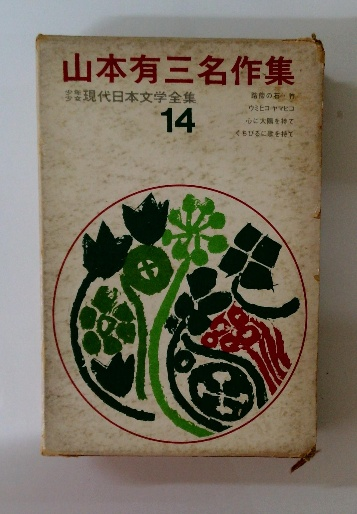 山本有三名作集
少年少女 現代日本文学全集
14
路傍の石・竹
ウミヒコ・ヤマヒコ
心に太陽を持て
くちびるに歌を持て